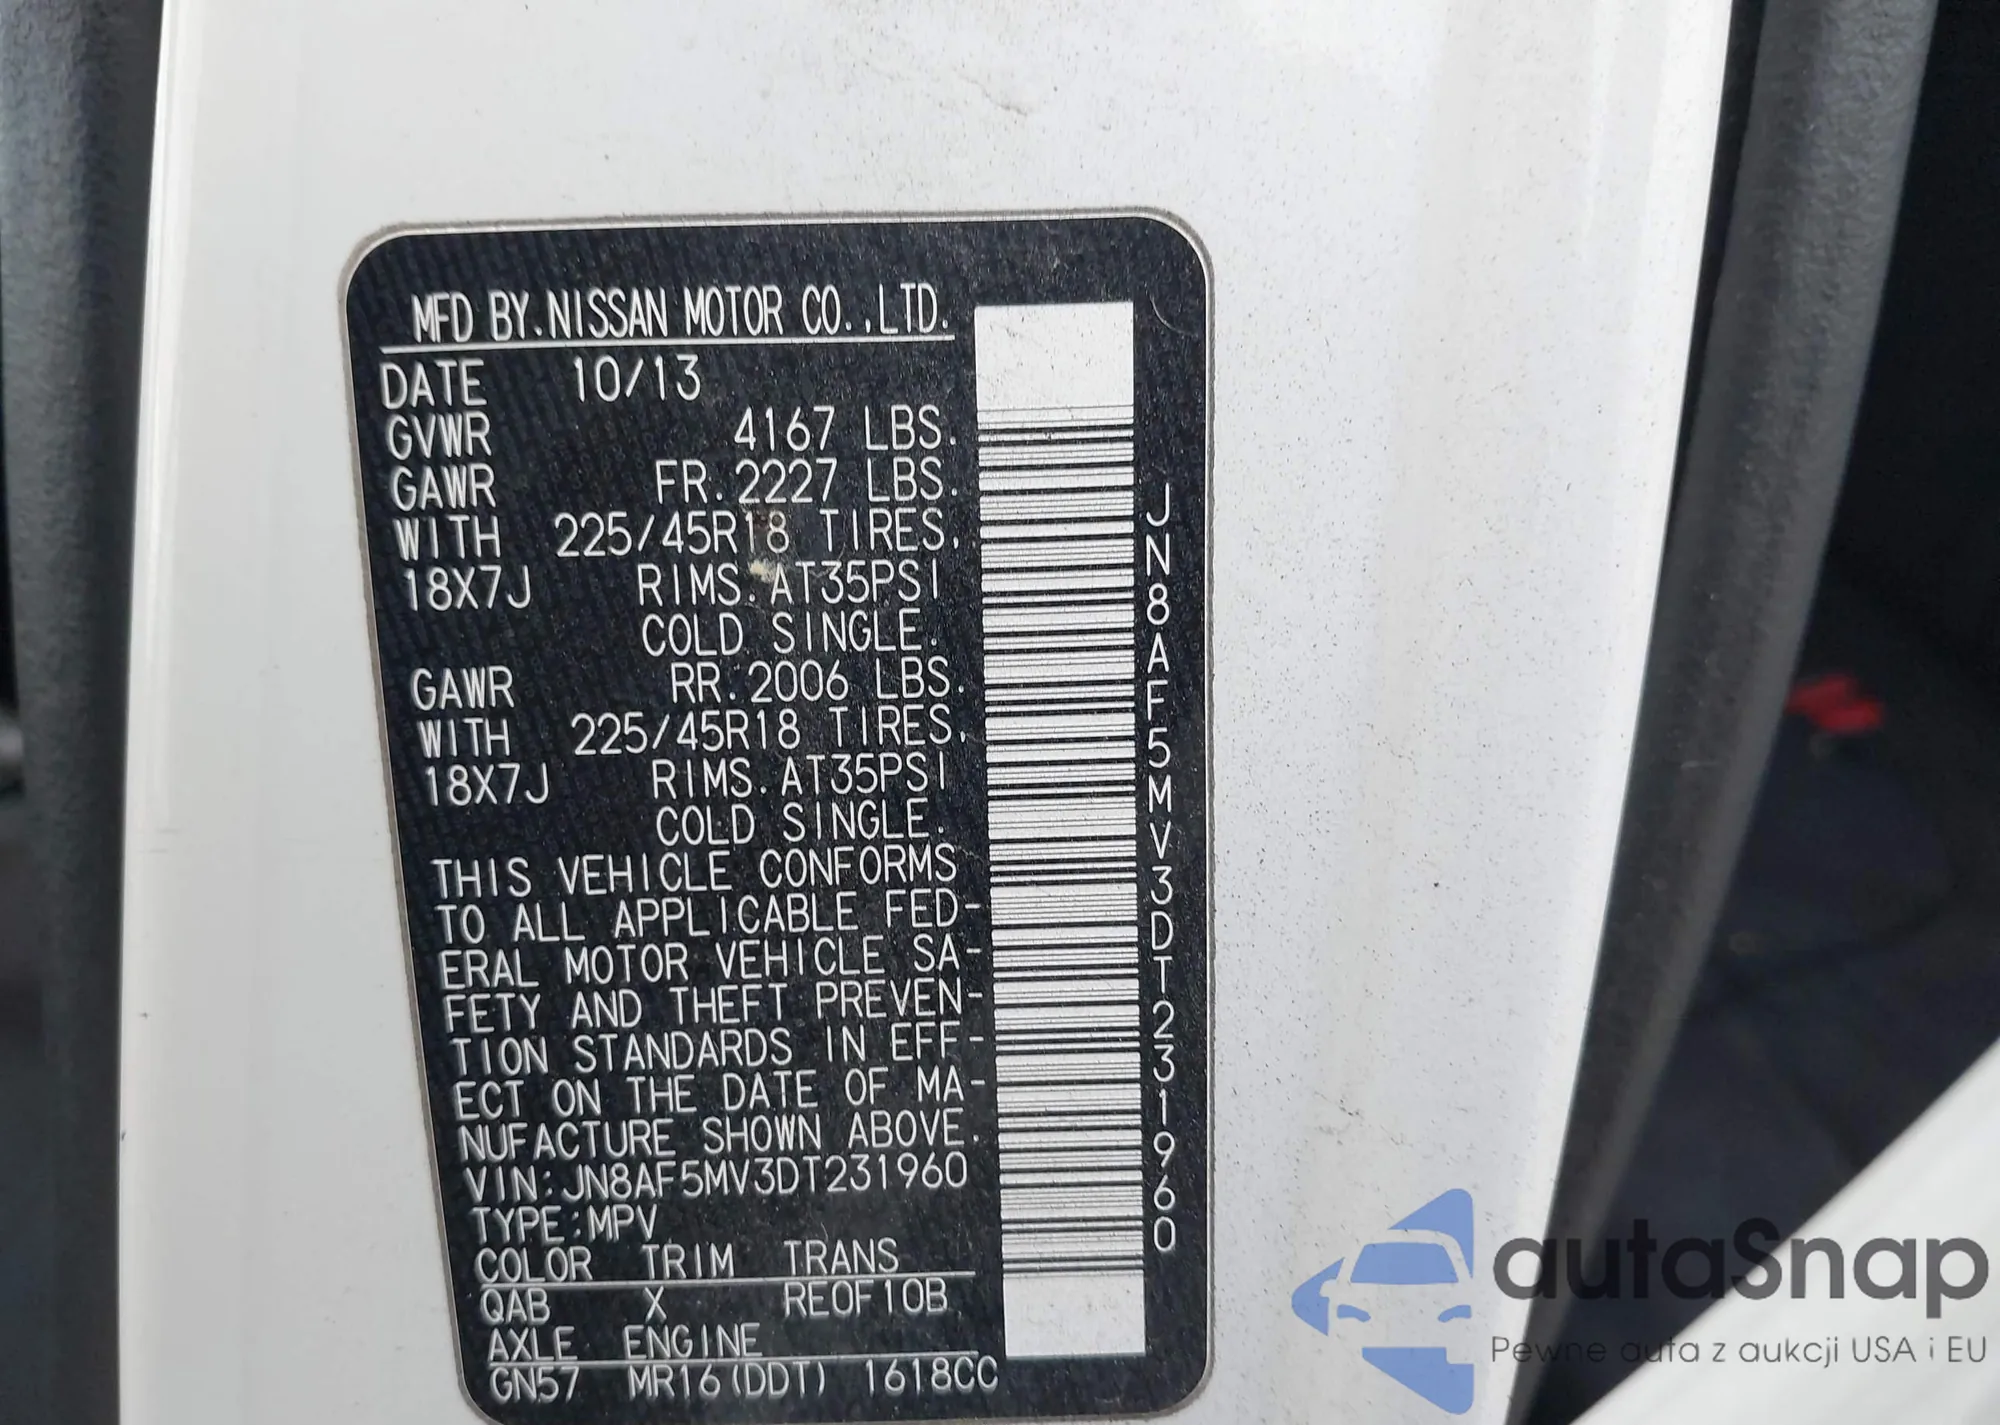 MFD BY.NISSAN MOTOR CO.,LTD.
DATE 10/13
GVWR 4167 LBS.
GAWR FR.2227 LBS.
WITH 225/45R18 TIRES,
18X7J RIMS.AT35PSI
COLD SINGLE.
GAWR RR.2006 LBS.
WITH 225/45R18 TIRES,
18X7J RIMS.AT35PSI
COLD SINGLE.
THIS VEHICLE CONFORMS
TO ALL APPLICABLE FED-
ERAL MOTOR VEHICLE SA-
FETY AND THEFT PREVEN-
TION STANDARDS IN EFF-
ECT ON THE DATE OF MA-
NUFACTURE SHOWN ABOVE.
VIN:JN8AF5MV3DT231960
TYPE:MPV
COLOR TRIM TRANS
QAB X RE0F10B
AXLE ENGINE
GN57 MR16(DDT) 1618CC
JN8AF5MV3DT231960
autaSnap
Pewne auta z aukcji USA i EU